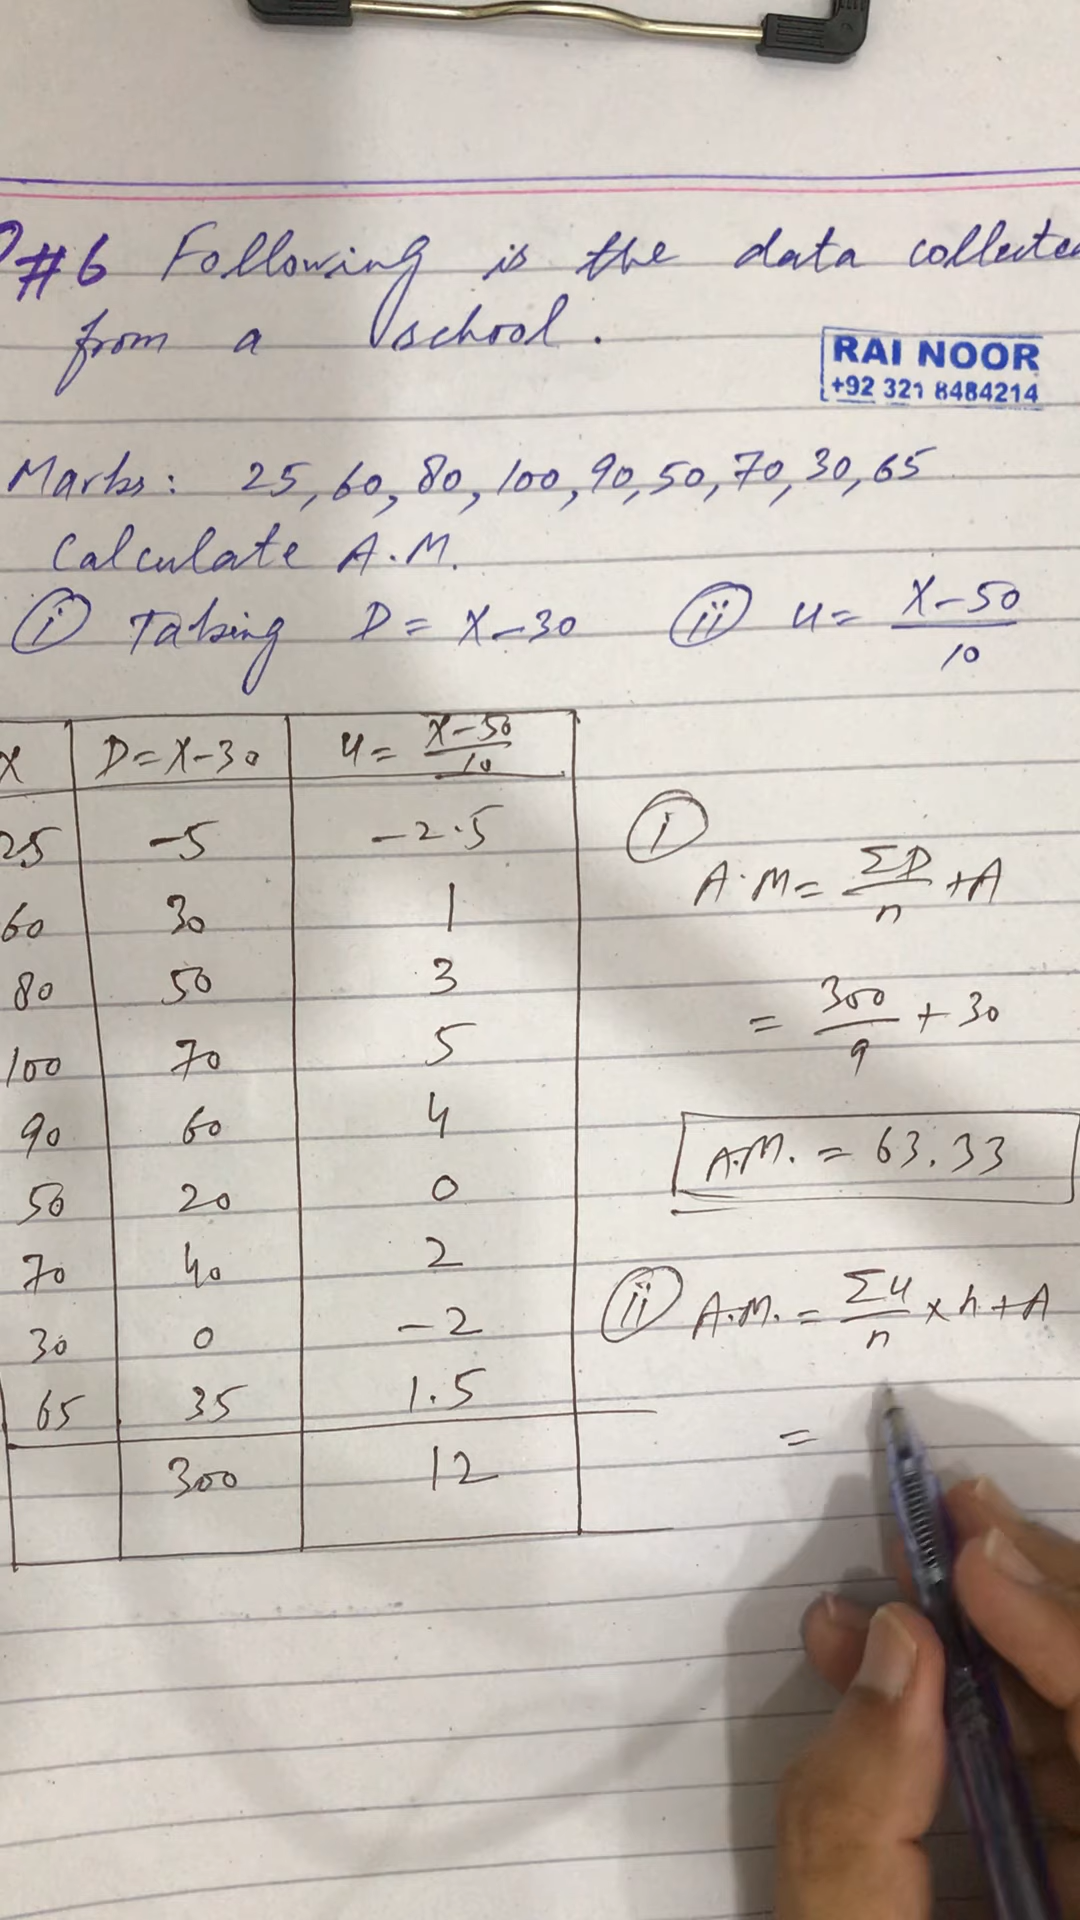 #6 Following is the data collected
from a school.
RAI NOOR
+92 321 8484214
Marks: 25, 60, 80, 100, 90, 50, 70, 30, 65
Calculate A.M.
(i) Taking D = X-30 (ii) u = X-50/10
X D=X-30 u = X-50/10
25 -5 -2.5
60 30 1
80 50 3
100 70 5
90 60 4
50 20 0
70 40 2
30 0 -2
65 35 1.5
300 12
(i)
A.M = ΣD/n + A
= 300/9 + 30
A.M. = 63.33
(ii) A.M. = Σu/n × h + A
=